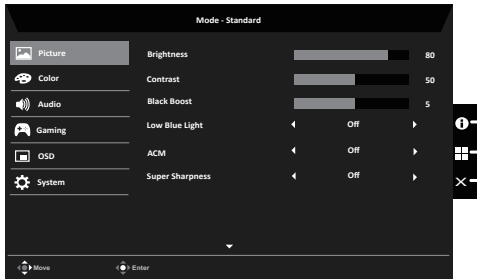 Mode - Standard
Picture
Brightness 80
Color
Contrast 50
Audio
Black Boost 5
Gaming
Low Blue Light Off
OSD
ACM Off
System
Super Sharpness Off
Move
Enter